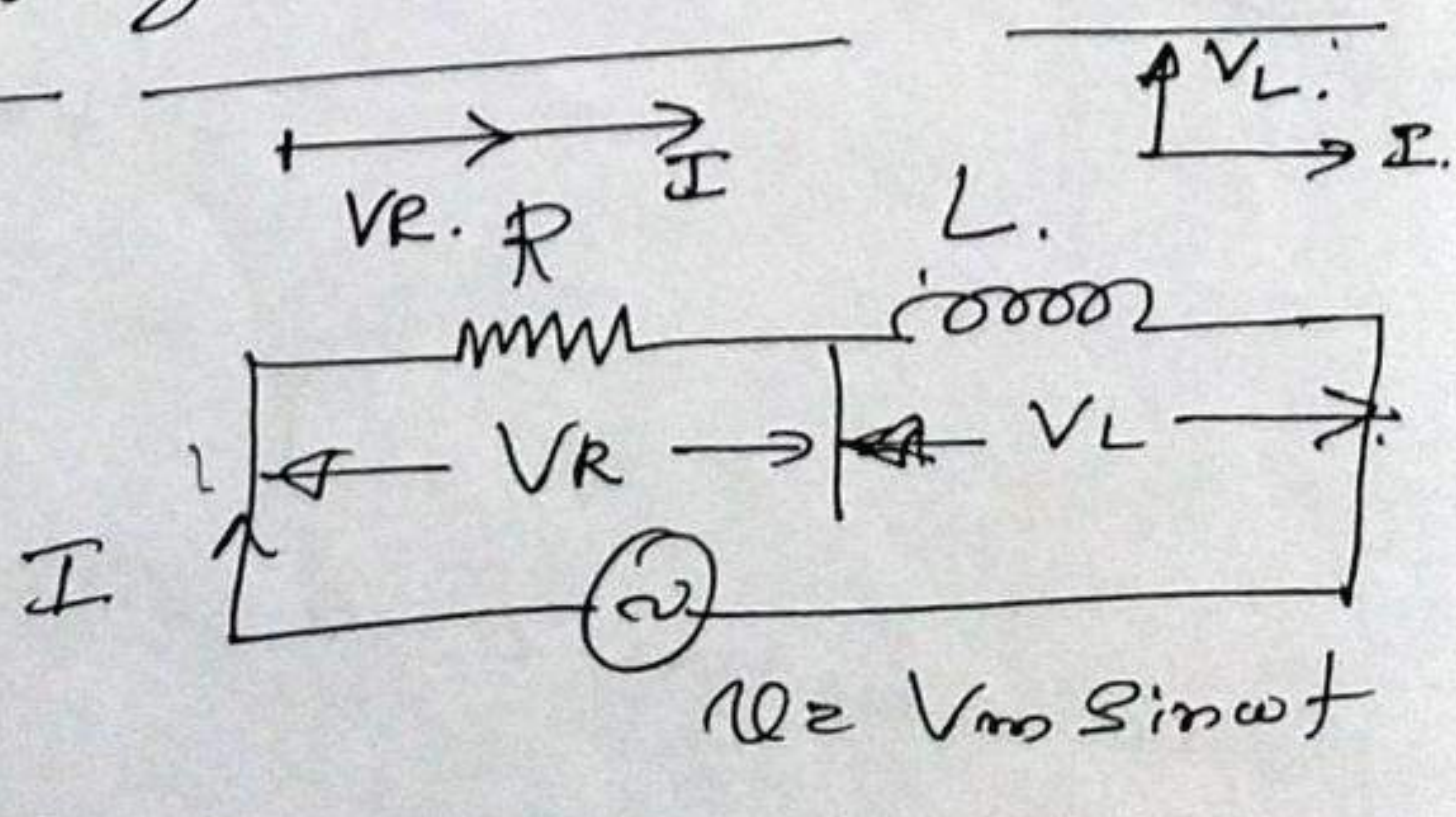 VL.
I.
I
VR. R
L.
VR
VL
I
v= Vm Sinωt